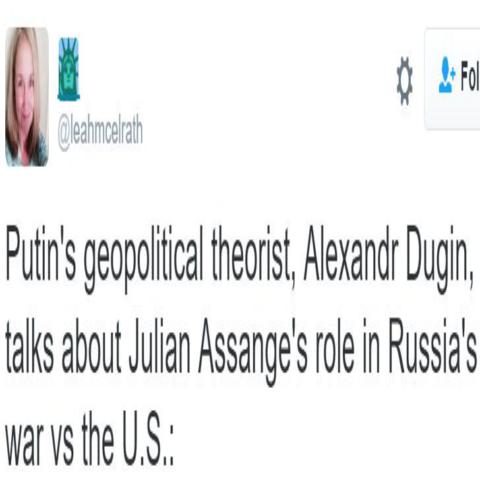 @leahmcelrath
Fol
Putin's geopolitical theorist, Alexandr Dugin,
talks about Julian Assange's role in Russia's
war vs the U.S.: